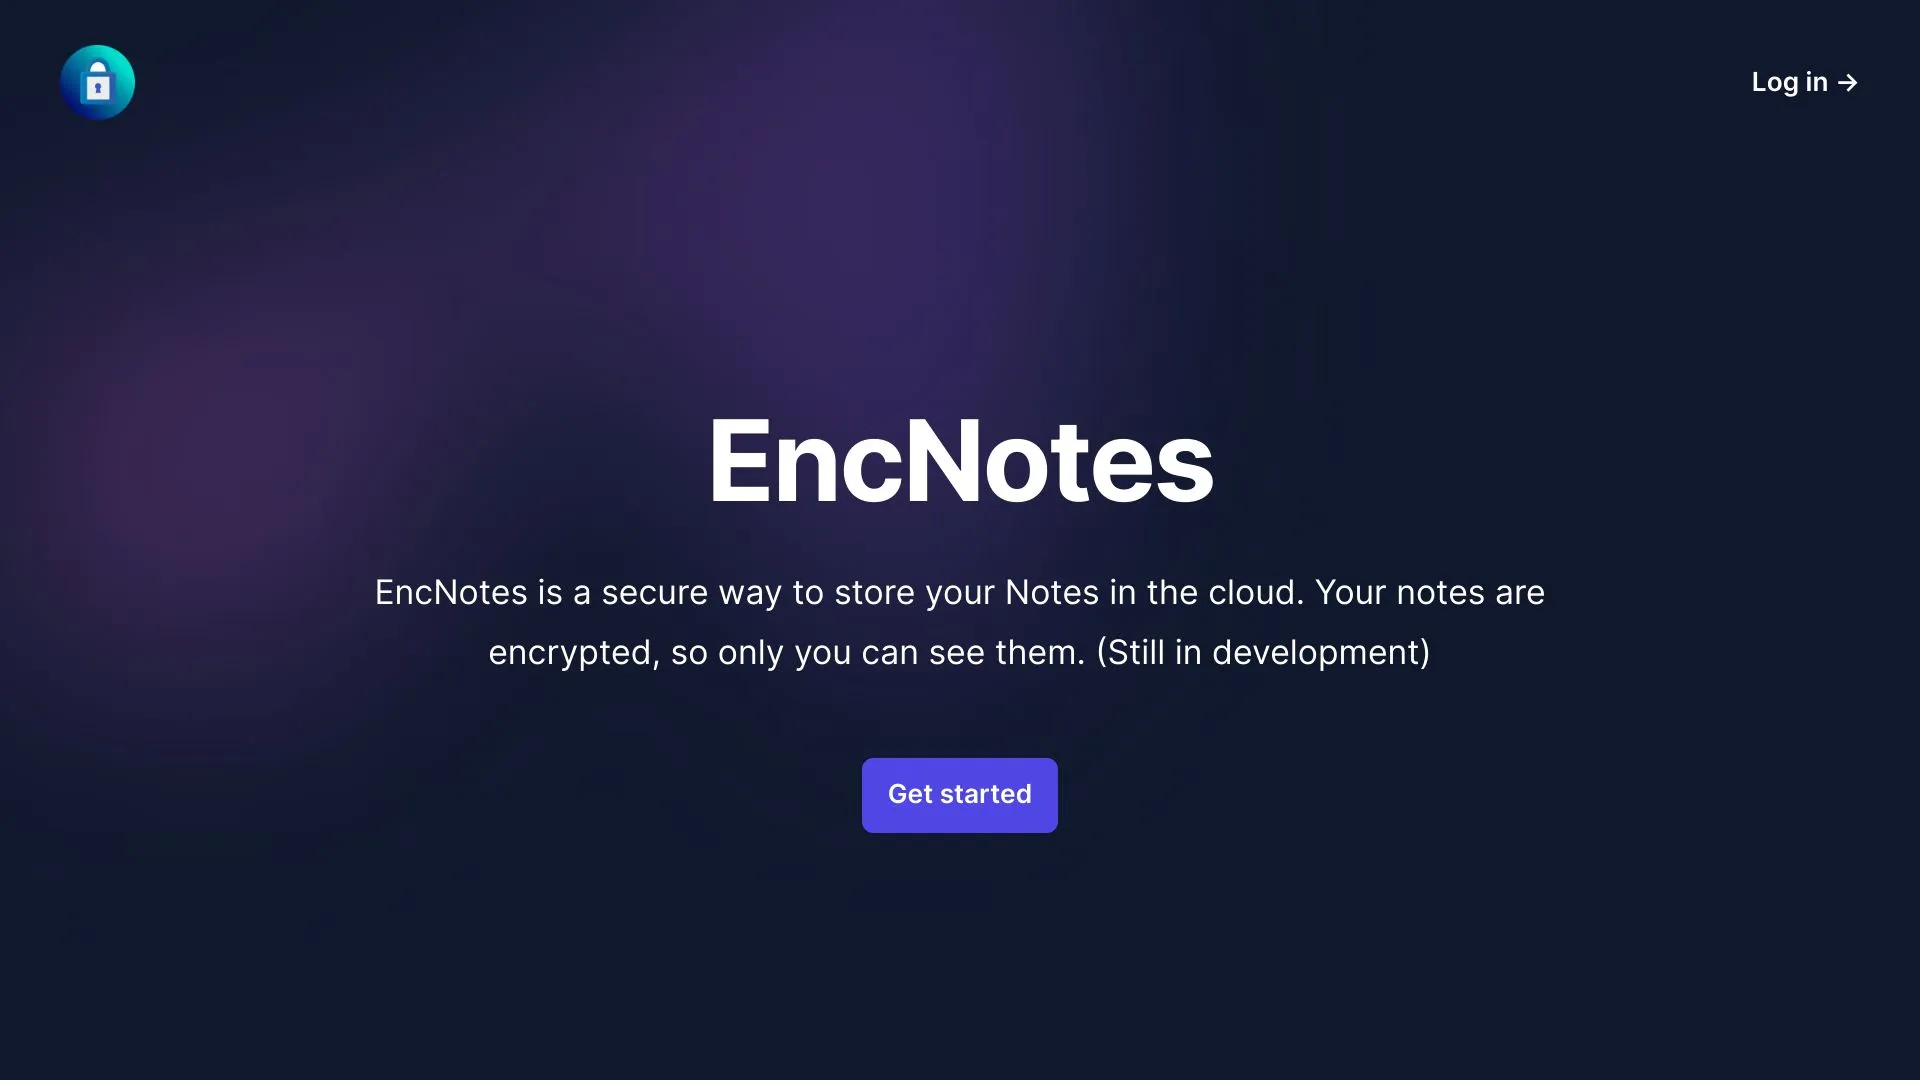 Log in →
EncNotes
EncNotes is a secure way to store your Notes in the cloud. Your notes are
encrypted, so only you can see them. (Still in development)
Get started